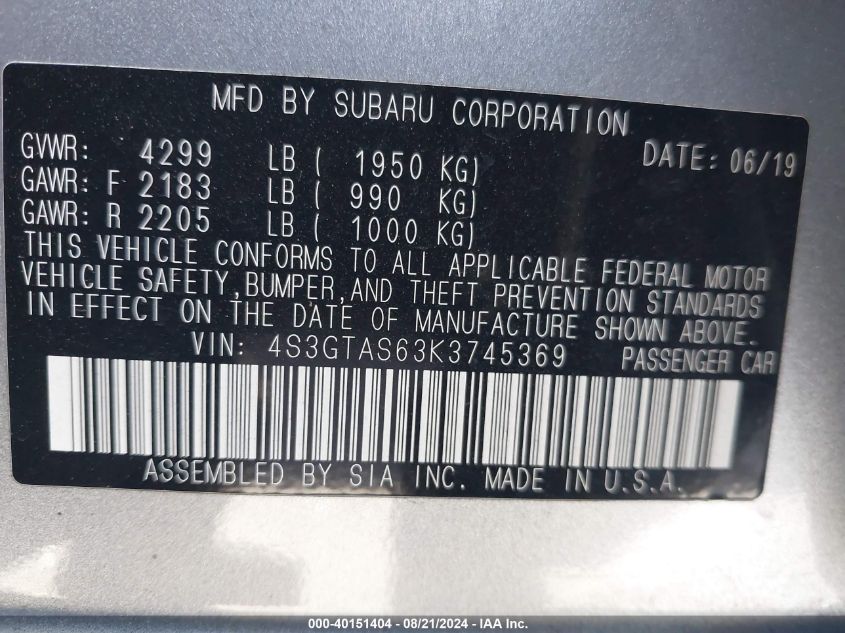 MFD BY SUBARU CORPORATION
GVWR: 4299 LB ( 1950 KG) DATE: 06/19
GAWR: F 2183 LB ( 990 KG)
GAWR: R 2205 LB ( 1000 KG)
THIS VEHICLE CONFORMS TO ALL APPLICABLE FEDERAL MOTOR
VEHICLE SAFETY,BUMPER,AND THEFT PREVENTION STANDARDS
IN EFFECT ON THE DATE OF MANUFACTURE SHOWN ABOVE.
VIN: 4S3GTAS63K3745369 PASSENGER CAR
ASSEMBLED BY SIA INC. MADE IN U.S.A.
000-40151404 - 08/21/2024 - IAA Inc.